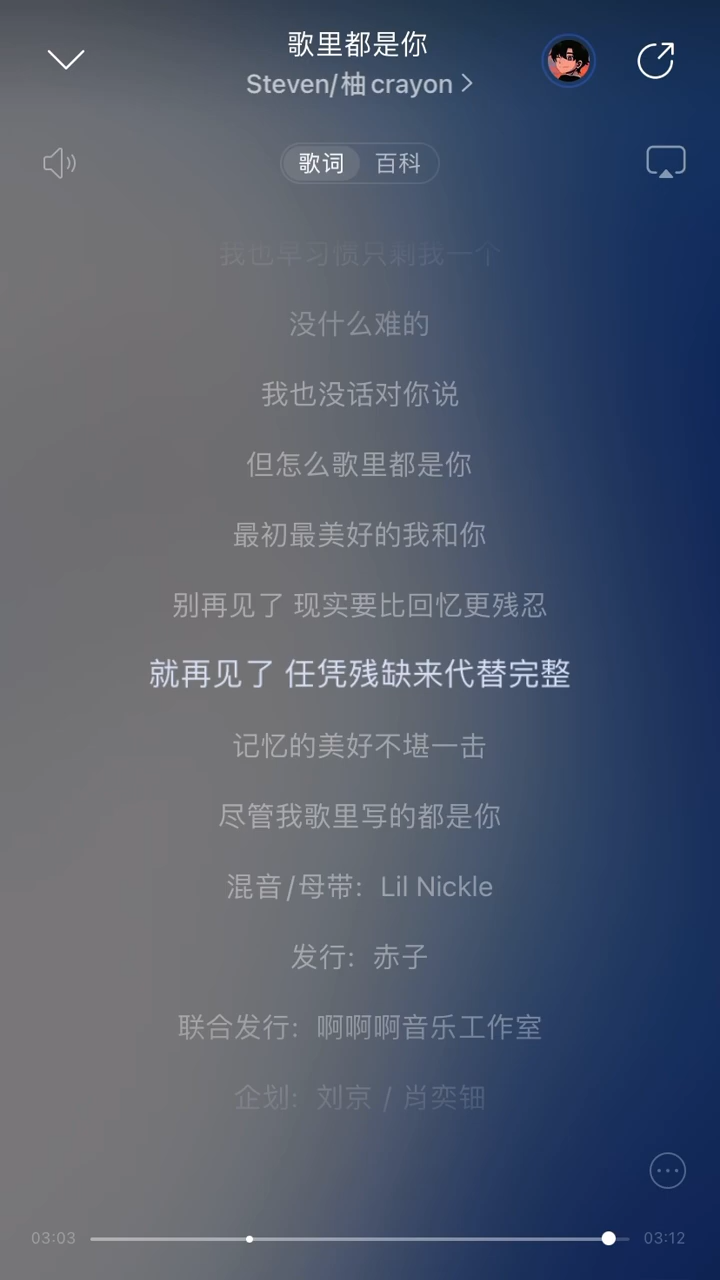 歌里都是你
Steven/柚crayon
歌词 百科
我也早习惯只剩我一个
没什么难的
我也没话对你说
但怎么歌里都是你
最初最美好的我和你
别再见了 现实要比回忆更残忍
就再见了 任凭残缺来代替完整
记忆的美好不堪一击
尽管我歌里写的都是你
混音/母带: Lil Nickle
发行: 赤子
联合发行: 啊啊啊音乐工作室
企划: 刘京 / 肖奕钿
03:03 03:12